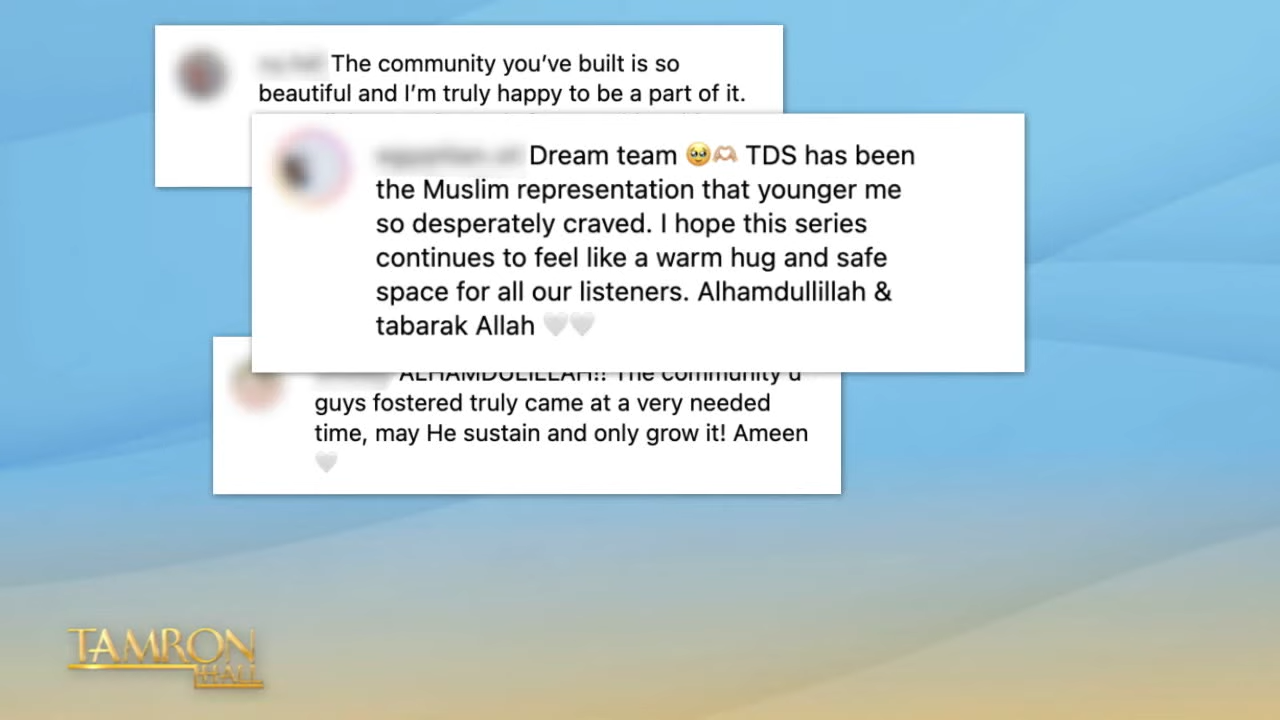 The community you’ve built is so
beautiful and I’m truly happy to be a part of it.
Dream team 🥹🫶🏼 TDS has been
the Muslim representation that younger me
so desperately craved. I hope this series
continues to feel like a warm hug and safe
space for all our listeners. Alhamdullillah &
tabarak Allah 🤍🤍
ALHAMDULILLAH!! The community u
guys fostered truly came at a very needed
time, may He sustain and only grow it! Ameen
🤍
TAMRON
HALL